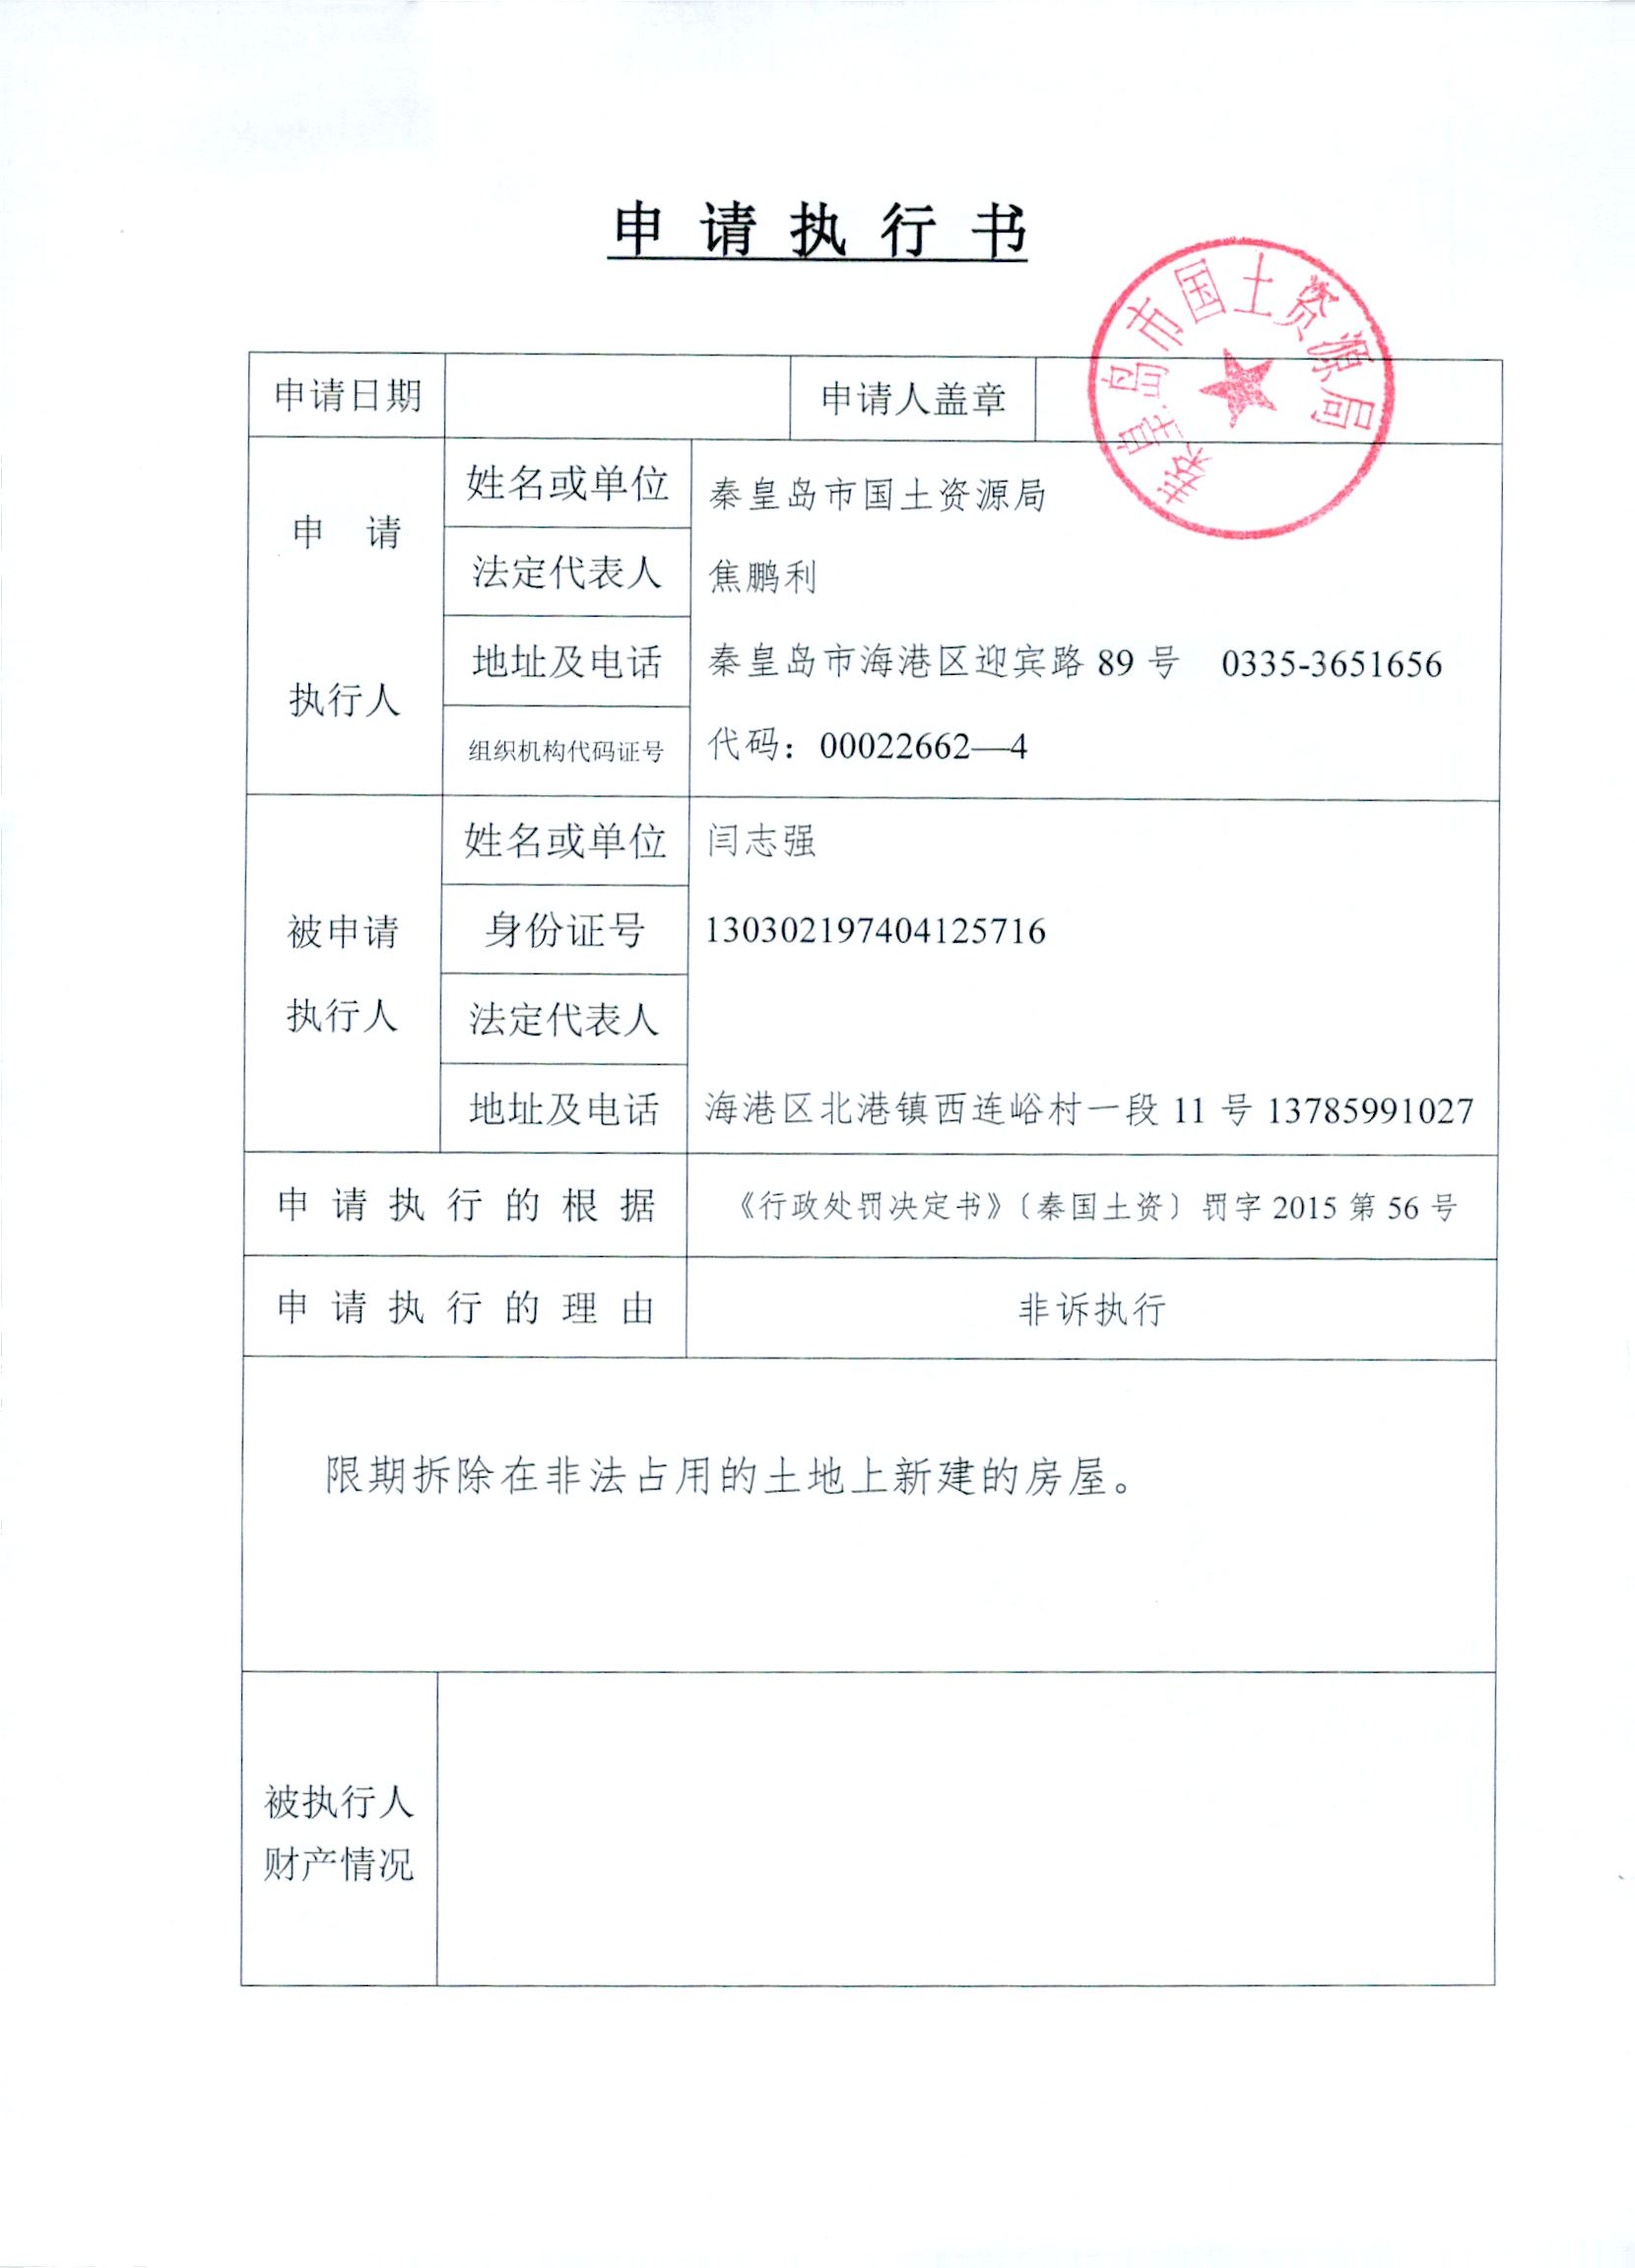 申请执行书
秦皇岛市国土资源局
申请日期 申请人盖章
申 请
执行人
姓名或单位 秦皇岛市国土资源局
法定代表人 焦鹏利
地址及电话 秦皇岛市海港区迎宾路 89 号 0335-3651656
组织机构代码证号 代码：00022662—4
被申请
执行人
姓名或单位 闫志强
身份证号 130302197404125716
法定代表人
地址及电话 海港区北港镇西连峪村一段 11 号 13785991027
申请执行的根据 《行政处罚决定书》〔秦国土资〕罚字 2015 第 56 号
申请执行的理由 非诉执行
限期拆除在非法占用的土地上新建的房屋。
被执行人
财产情况